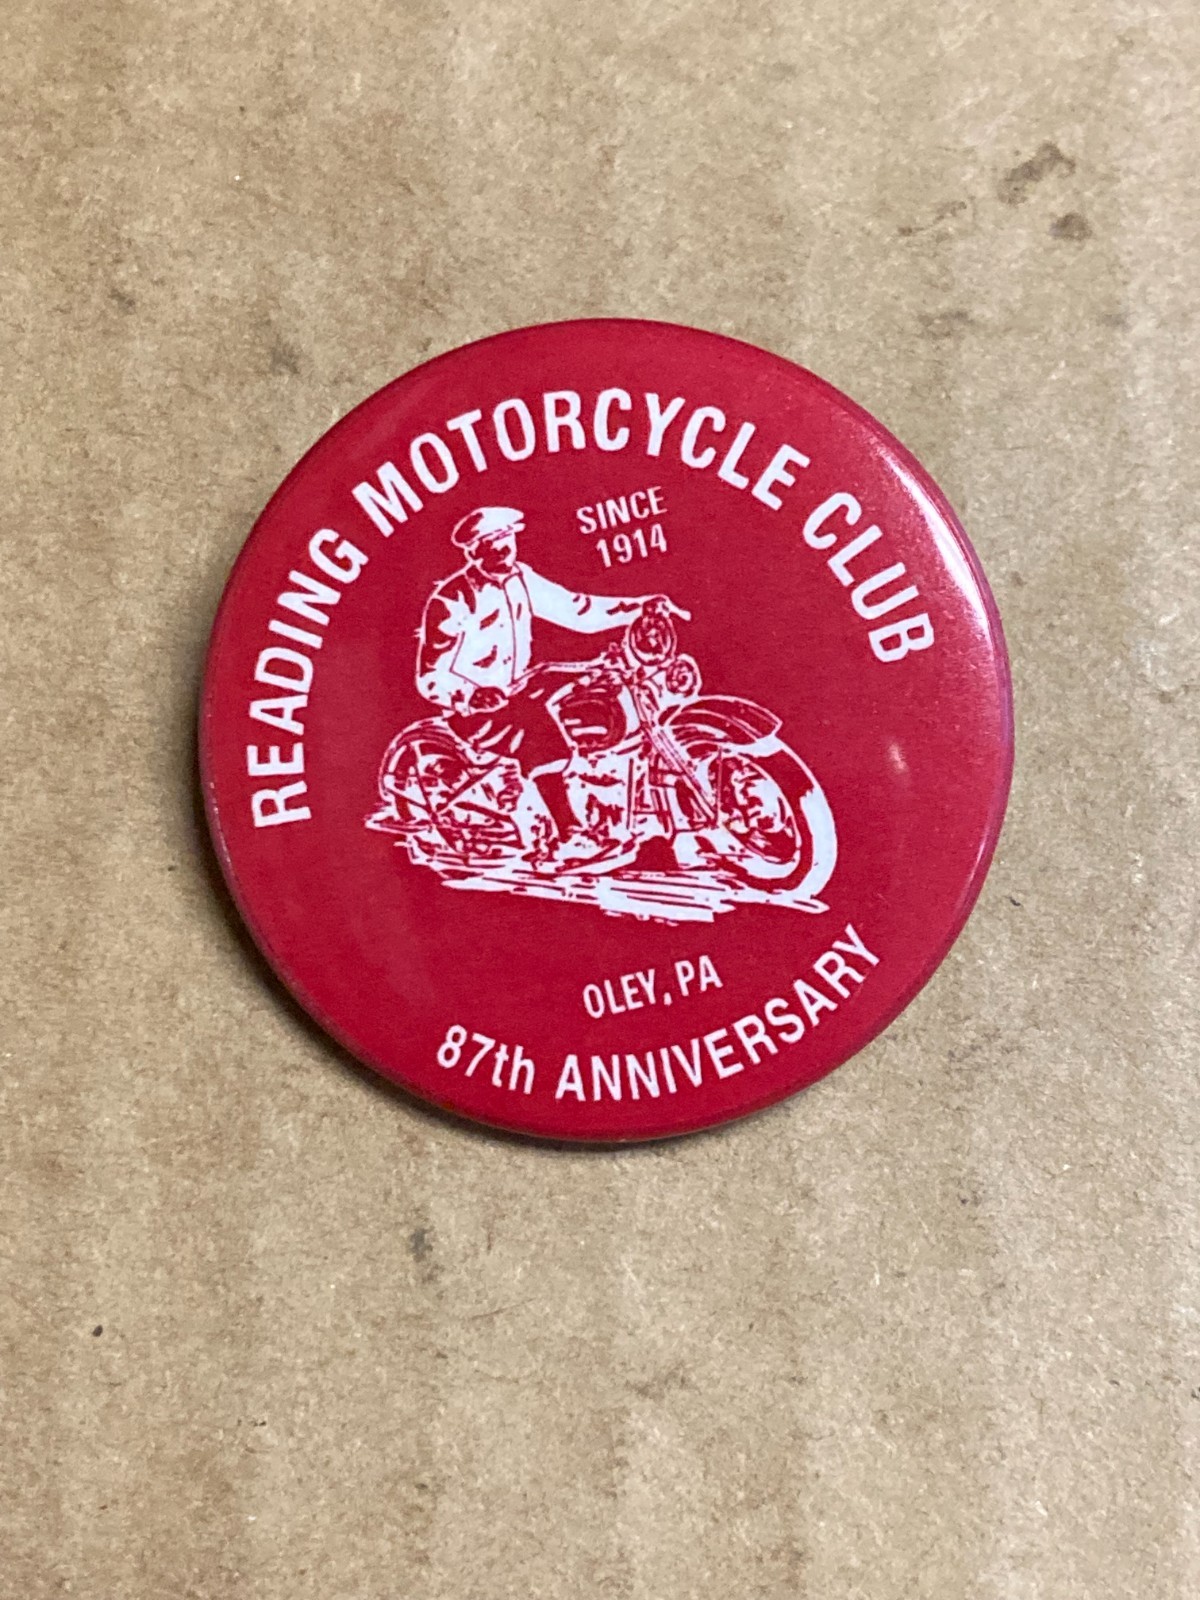 READING MOTORCYCLE CLUB
SINCE
1914
OLEY, PA
87th ANNIVERSARY